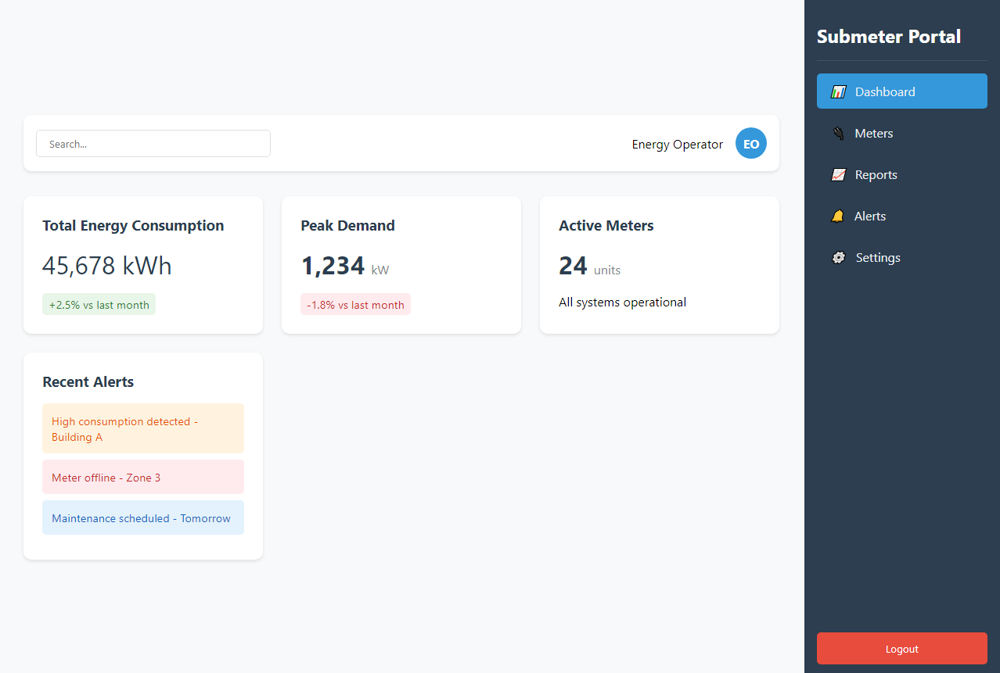 Submeter Portal
Dashboard
Meters
Reports
Alerts
Settings
Logout
Search...
Energy Operator
EO
Total Energy Consumption
45,678 kWh
+2.5% vs last month
Peak Demand
1,234 kW
-1.8% vs last month
Active Meters
24 units
All systems operational
Recent Alerts
High consumption detected -
Building A
Meter offline - Zone 3
Maintenance scheduled - Tomorrow